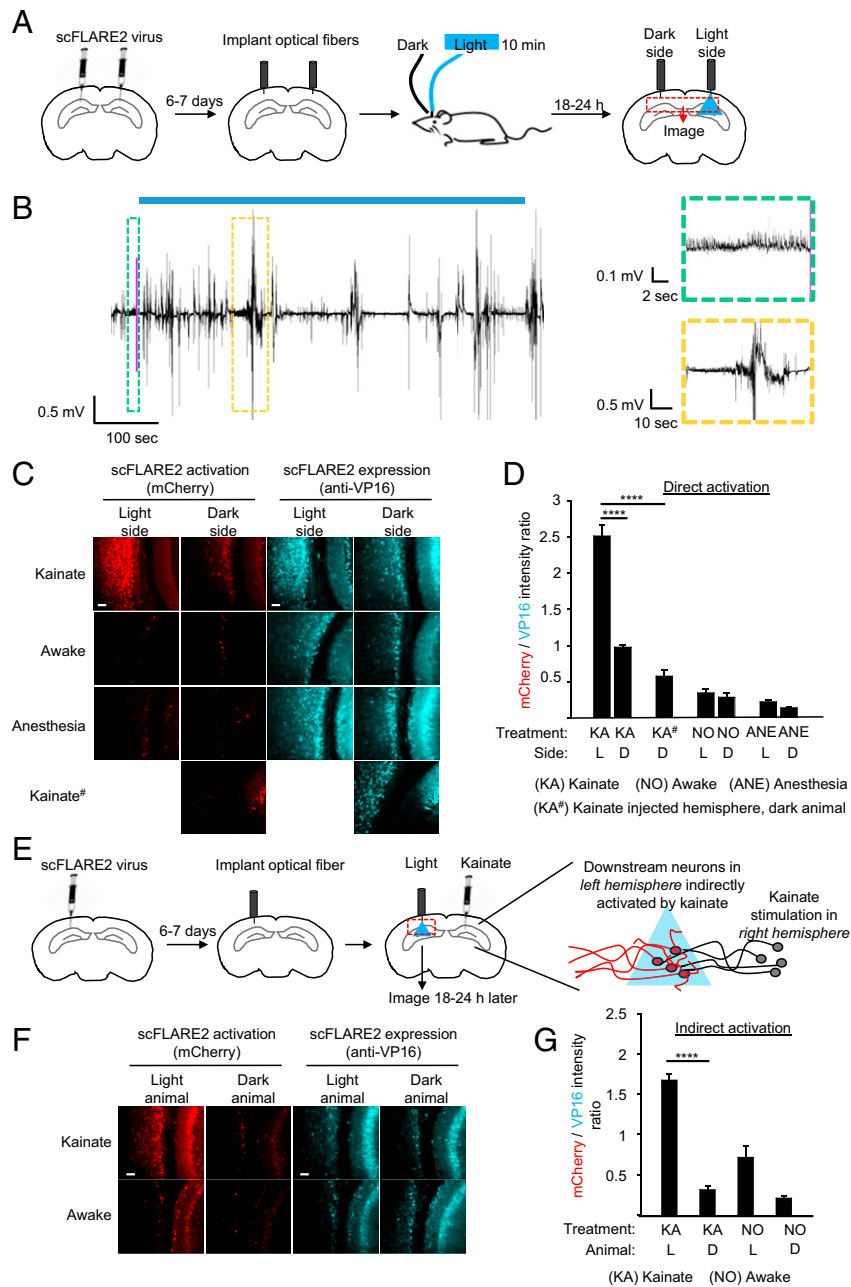 A
scFLARE2 virus
6-7 days
Implant optical fibers
Dark
Light
10 min
18-24 h
Dark side
Light side
Image
B
0.5 mV
100 sec
0.1 mV
2 sec
0.5 mV
10 sec
C
scFLARE2 activation
(mCherry)
scFLARE2 expression
(anti-VP16)
Light side
Dark side
Light side
Dark side
Kainate
Awake
Anesthesia
Kainate#
D
Direct activation
mCherry / VP16 intensity ratio
3
2.5
2
1.5
1
0.5
****
****
Treatment: KA KA KA# NO NO ANE ANE
Side: L D D L D L D
(KA) Kainate (NO) Awake (ANE) Anesthesia
(KA#) Kainate injected hemisphere, dark animal
E
scFLARE2 virus
6-7 days
Implant optical fiber
Light
Kainate
Image 18-24 h later
Downstream neurons in
left hemisphere indirectly
activated by kainate
Kainate
stimulation in
right hemisphere
F
scFLARE2 activation
(mCherry)
scFLARE2 expression
(anti-VP16)
Light animal
Dark animal
Light animal
Dark animal
Kainate
Awake
G
Indirect activation
mCherry / VP16 intensity
ratio
2
1.5
1
0.5
****
Treatment: KA KA NO NO
Animal: L D L D
(KA) Kainate (NO) Awake